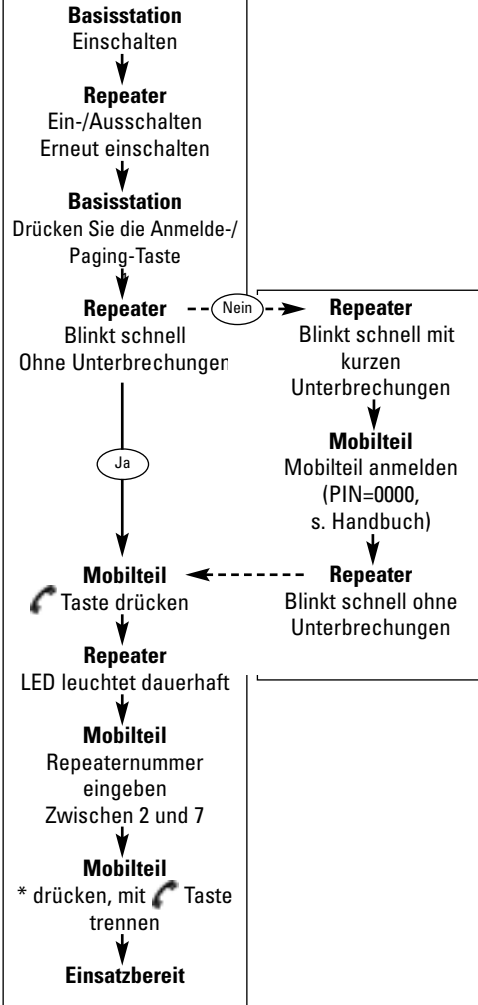 Basisstation
Einschalten
Repeater
Ein-/Ausschalten
Erneut einschalten
Basisstation
Drücken Sie die Anmelde-/
Paging-Taste
Repeater
Blinkt schnell
Ohne Unterbrechungen
Nein
Repeater
Blinkt schnell mit
kurzen
Unterbrechungen
Mobilteil
Mobilteil anmelden
(PIN=0000,
s. Handbuch)
Repeater
Blinkt schnell ohne
Unterbrechungen
Ja
Mobilteil
Taste drücken
Repeater
LED leuchtet dauerhaft
Mobilteil
Repeaternummer
eingeben
Zwischen 2 und 7
Mobilteil
* drücken, mit Taste
trennen
Einsatzbereit